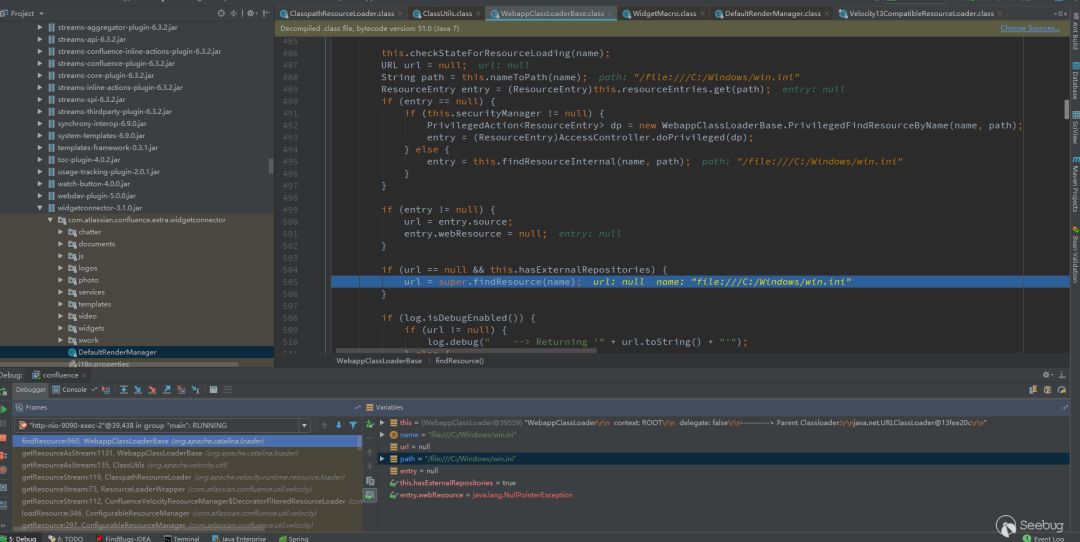 Project
ClasspathResourceLoader.class
ClassUtils.class
WebappClassLoaderBase.class
WidgetMacro.class
DefaultRenderManager.class
Velocity13CompatibleResourceLoader.class
Decompiled .class file, bytecode version: 51.0 (Java 7)
Choose Sources...
streams-aggregator-plugin-6.3.2.jar
streams-api-6.3.2.jar
streams-confluence-inline-actions-plugin-6.3.2.jar
streams-confluence-plugin-6.3.2.jar
streams-core-plugin-6.3.2.jar
streams-inline-actions-plugin-6.3.2.jar
streams-spi-6.3.2.jar
streams-thirdparty-plugin-6.3.2.jar
synchrony-interop-6.9.0.jar
system-templates-6.9.0.jar
templates-framework-0.3.1.jar
toc-plugin-4.0.2.jar
usage-tracking-plugin-2.0.1.jar
watch-button-4.0.0.jar
webdav-plugin-5.0.0.jar
widgetconnector-3.1.0.jar
com.atlassian.confluence.extra.widgetconnector
chatter
documents
js
logos
photo
services
templates
video
widgets
xwork
DefaultRenderManager
i18n.properties
485
486 this.checkStateForResourceLoading(name);
487 URL url = null; url: null
488 String path = this.nameToPath(name); path: "/file:///C:/Windows/win.ini"
489 ResourceEntry entry = (ResourceEntry)this.resourceEntries.get(path); entry: null
490 if (entry == null) {
491 if (this.securityManager != null) {
492 PrivilegedAction<ResourceEntry> dp = new WebappClassLoaderBase.PrivilegedFindResourceByName(name, path);
493 entry = (ResourceEntry)AccessController.doPrivileged(dp);
494 } else {
495 entry = this.findResourceInternal(name, path); path: "/file:///C:/Windows/win.ini"
496 }
497 }
498
499 if (entry != null) {
500 url = entry.source;
501 entry.webResource = null; entry: null
502 }
503
504 if (url == null && this.hasExternalRepositories) {
505 url = super.findResource(name); url: null name: "file:///C:/Windows/win.ini"
506 }
507
508 if (log.isDebugEnabled()) {
509 if (url != null) {
510 log.debug(" --> Returning '" + url.toString() + "'");
511 } else {
WebappClassLoaderBase findResource()
Ant Build
Database
SciView
Maven Projects
Bean Validation
Debug: confluence
Debugger
Console
Frames
Variables
"http-nio-9090-exec-2"@39,438 in group "main": RUNNING
findResource:960, WebappClassLoaderBase (org.apache.catalina.loader)
getResourceAsStream:1131, WebappClassLoaderBase (org.apache.catalina.loader)
getResourceAsStream:135, ClassUtils (org.apache.velocity.util)
getResourceStream:119, ClasspathResourceLoader (org.apache.velocity.runtime.resource.loader)
getResourceStream:73, ResourceLoaderWrapper (com.atlassian.confluence.util.velocity)
getResourceStream:112, ConfluenceVelocityResourceManager$DecoratorFilteredResourceLoader (co
loadResource:346, ConfigurableResourceManager (com.atlassian.confluence.util.velocity)
getResource:297, ConfigurableResourceManager (com.atlassian.confluence.util.velocity)
this = {WebappClassLoader@39559} "WebappClassLoader\r\n context: ROOT\r\n delegate: false\r\n----------> Parent Classloader:\r\njava.net.URLClassLoader@13fee20c\r\n"
name = "file:///C:/Windows/win.ini"
url = null
path = "/file:///C:/Windows/win.ini"
entry = null
this.hasExternalRepositories = true
entry.webResource = java.lang.NullPointerException
Seebug
5: Debug
6: TODO
FindBugs-IDEA
Terminal
Java Enterprise
Spring
Event Log